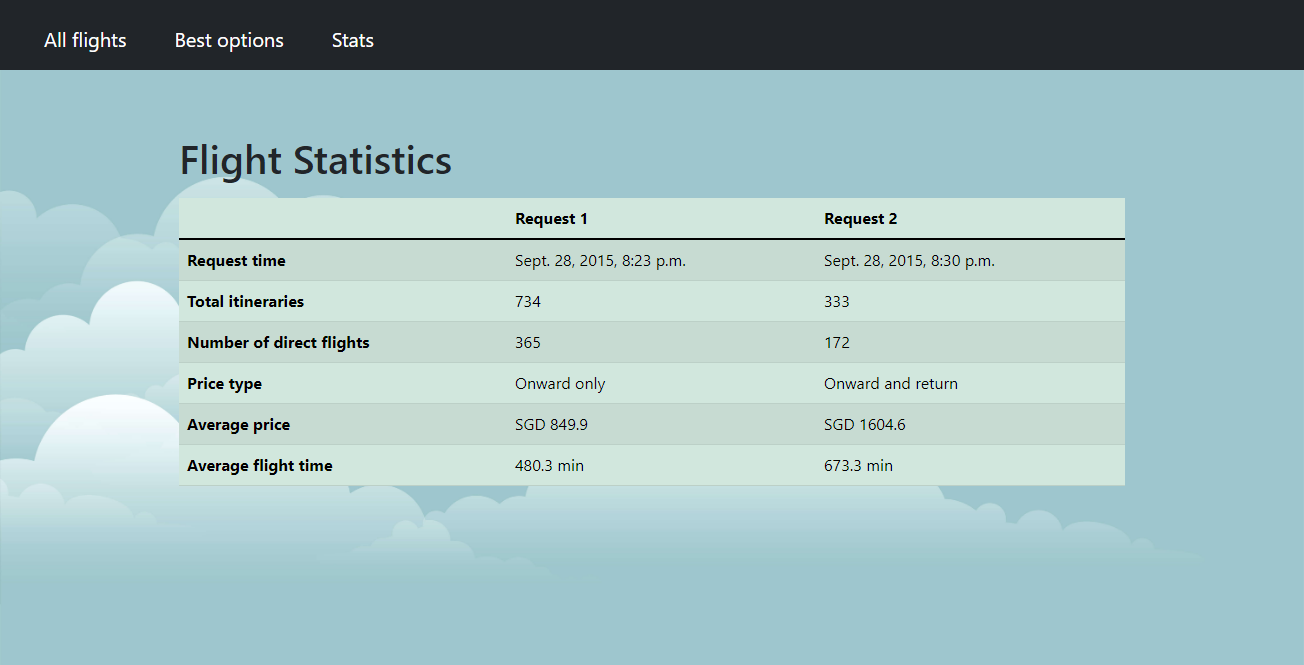 All flights Best options Stats
Flight Statistics
Request 1 Request 2
Request time Sept. 28, 2015, 8:23 p.m. Sept. 28, 2015, 8:30 p.m.
Total itineraries 734 333
Number of direct flights 365 172
Price type Onward only Onward and return
Average price SGD 849.9 SGD 1604.6
Average flight time 480.3 min 673.3 min